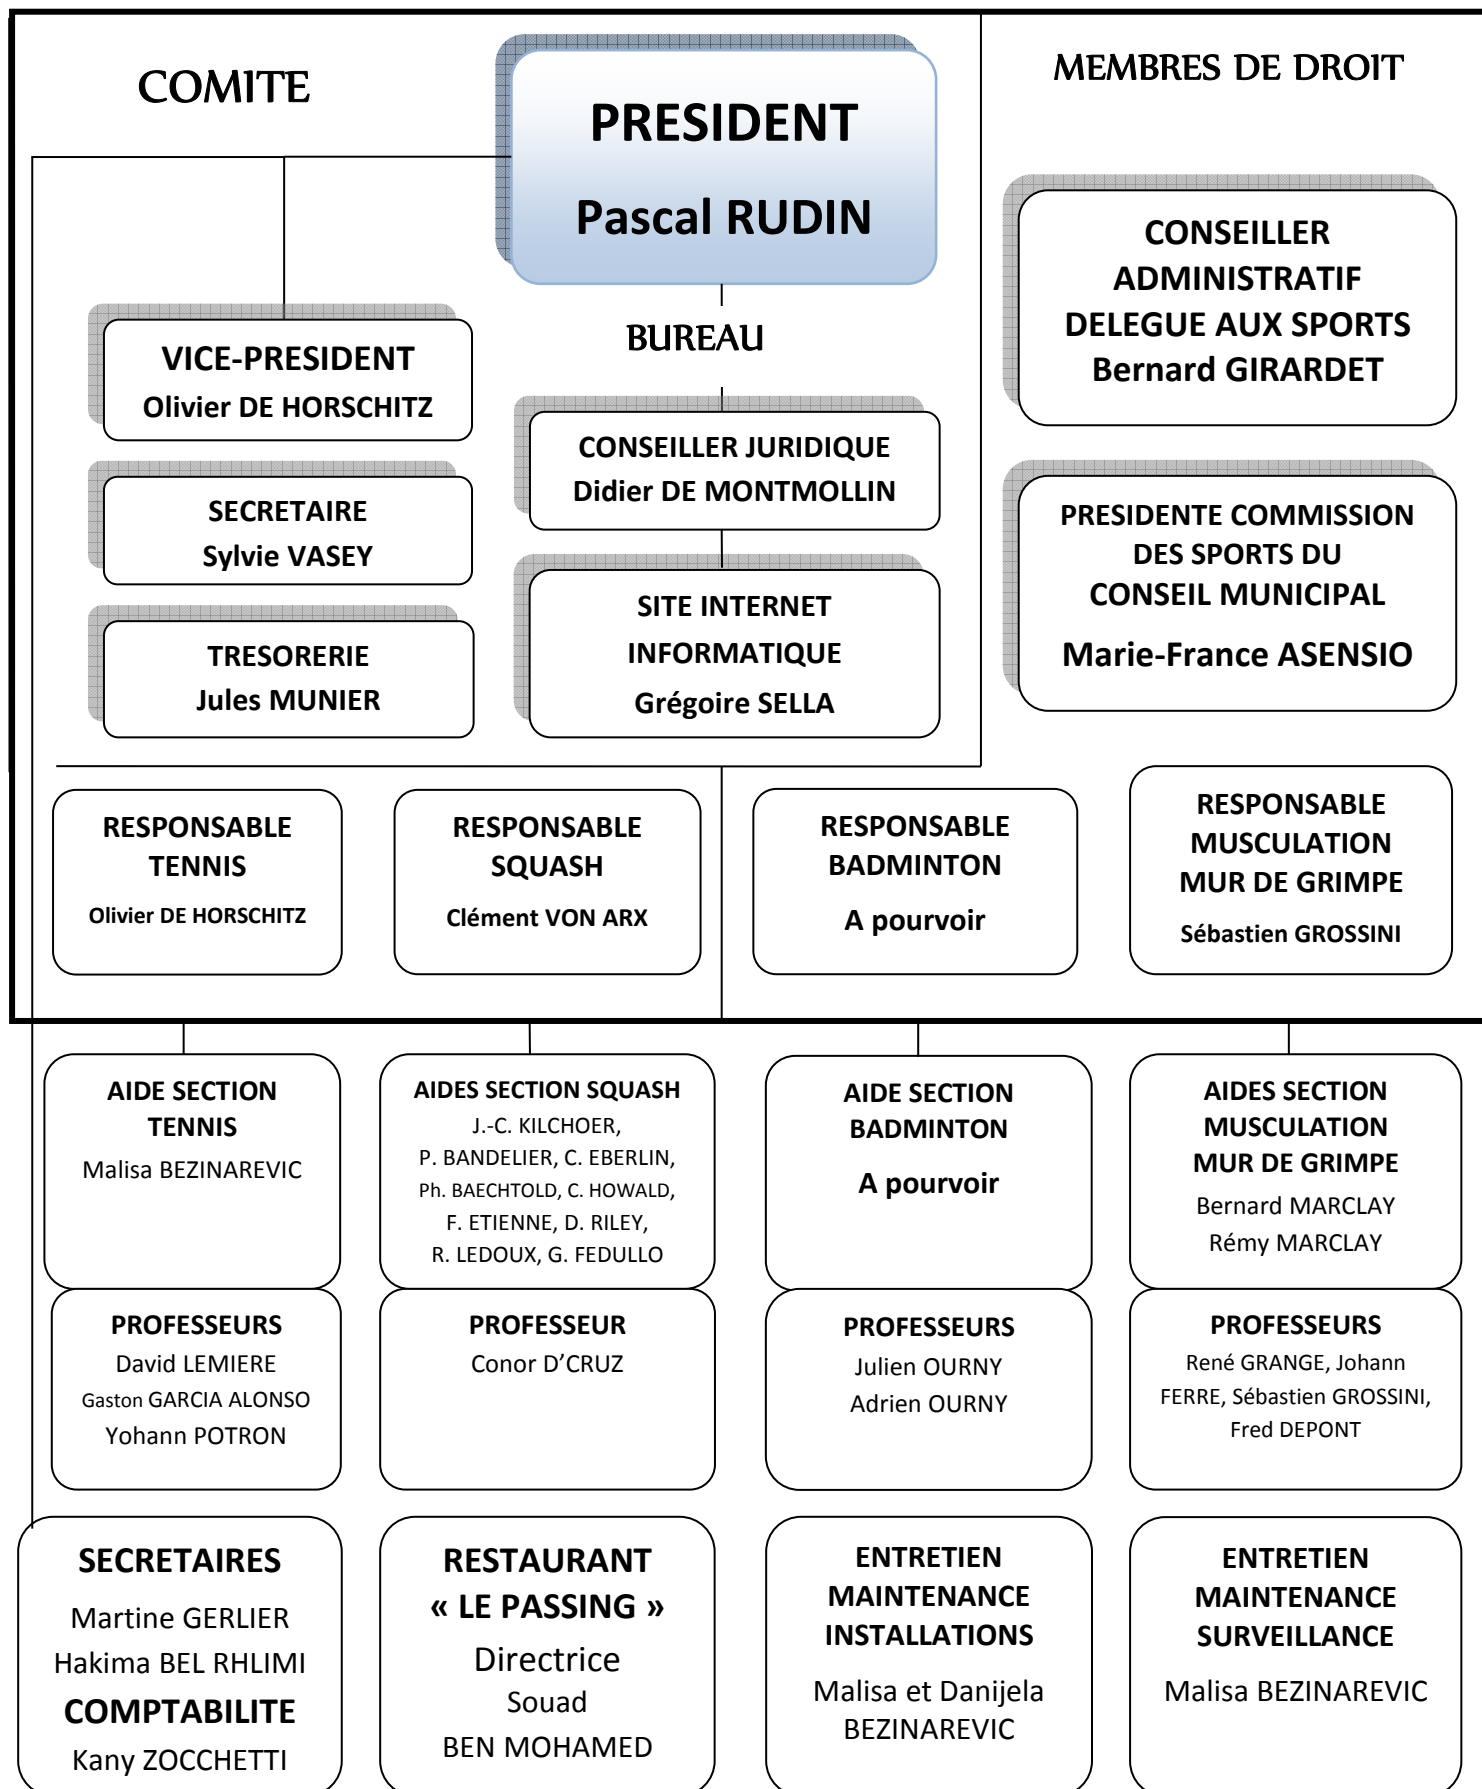 COMITE
PRESIDENT
Pascal RUDIN
MEMBRES DE DROIT
VICE-PRESIDENT
Olivier DE HORSCHITZ
SECRETAIRE
Sylvie VASEY
TRESORERIE
Jules MUNIER
BUREAU
CONSEILLER JURIDIQUE
Didier DE MONTMOLLIN
SITE INTERNET
INFORMATIQUE
Grégoire SELLA
CONSEILLER
ADMINISTRATIF
DELEGUE AUX SPORTS
Bernard GIRARDET
PRESIDENTE COMMISSION
DES SPORTS DU
CONSEIL MUNICIPAL
Marie-France ASENSIO
RESPONSABLE
TENNIS
Olivier DE HORSCHITZ
RESPONSABLE
SQUASH
Clément VON ARX
RESPONSABLE
BADMINTON
A pourvoir
RESPONSABLE
MUSCULATION
MUR DE GRIMPE
Sébastien GROSSINI
AIDE SECTION
TENNIS
Malisa BEZINAREVIC
AIDES SECTION SQUASH
J.-C. KILCHOER,
P. BANDELIER, C. EBERLIN,
Ph. BAECHTOLD, C. HOWALD,
F. ETIENNE, D. RILEY,
R. LEDOUX, G. FEDULLO
AIDE SECTION
BADMINTON
A pourvoir
AIDES SECTION
MUSCULATION
MUR DE GRIMPE
Bernard MARCLAY
Rémy MARCLAY
PROFESSEURS
David LEMIERE
Gaston GARCIA ALONSO
Yohann POTRON
PROFESSEUR
Conor D’CRUZ
PROFESSEURS
Julien OURNY
Adrien OURNY
PROFESSEURS
René GRANGE, Johann
FERRE, Sébastien GROSSINI,
Fred DEPONT
SECRETAIRES
Martine GERLIER
Hakima BEL RHLIMI
COMPTABILITE
Kany ZOCCHETTI
RESTAURANT
« LE PASSING »
Directrice
Souad
BEN MOHAMED
ENTRETIEN
MAINTENANCE
INSTALLATIONS
Malisa et Danijela
BEZINAREVIC
ENTRETIEN
MAINTENANCE
SURVEILLANCE
Malisa BEZINAREVIC